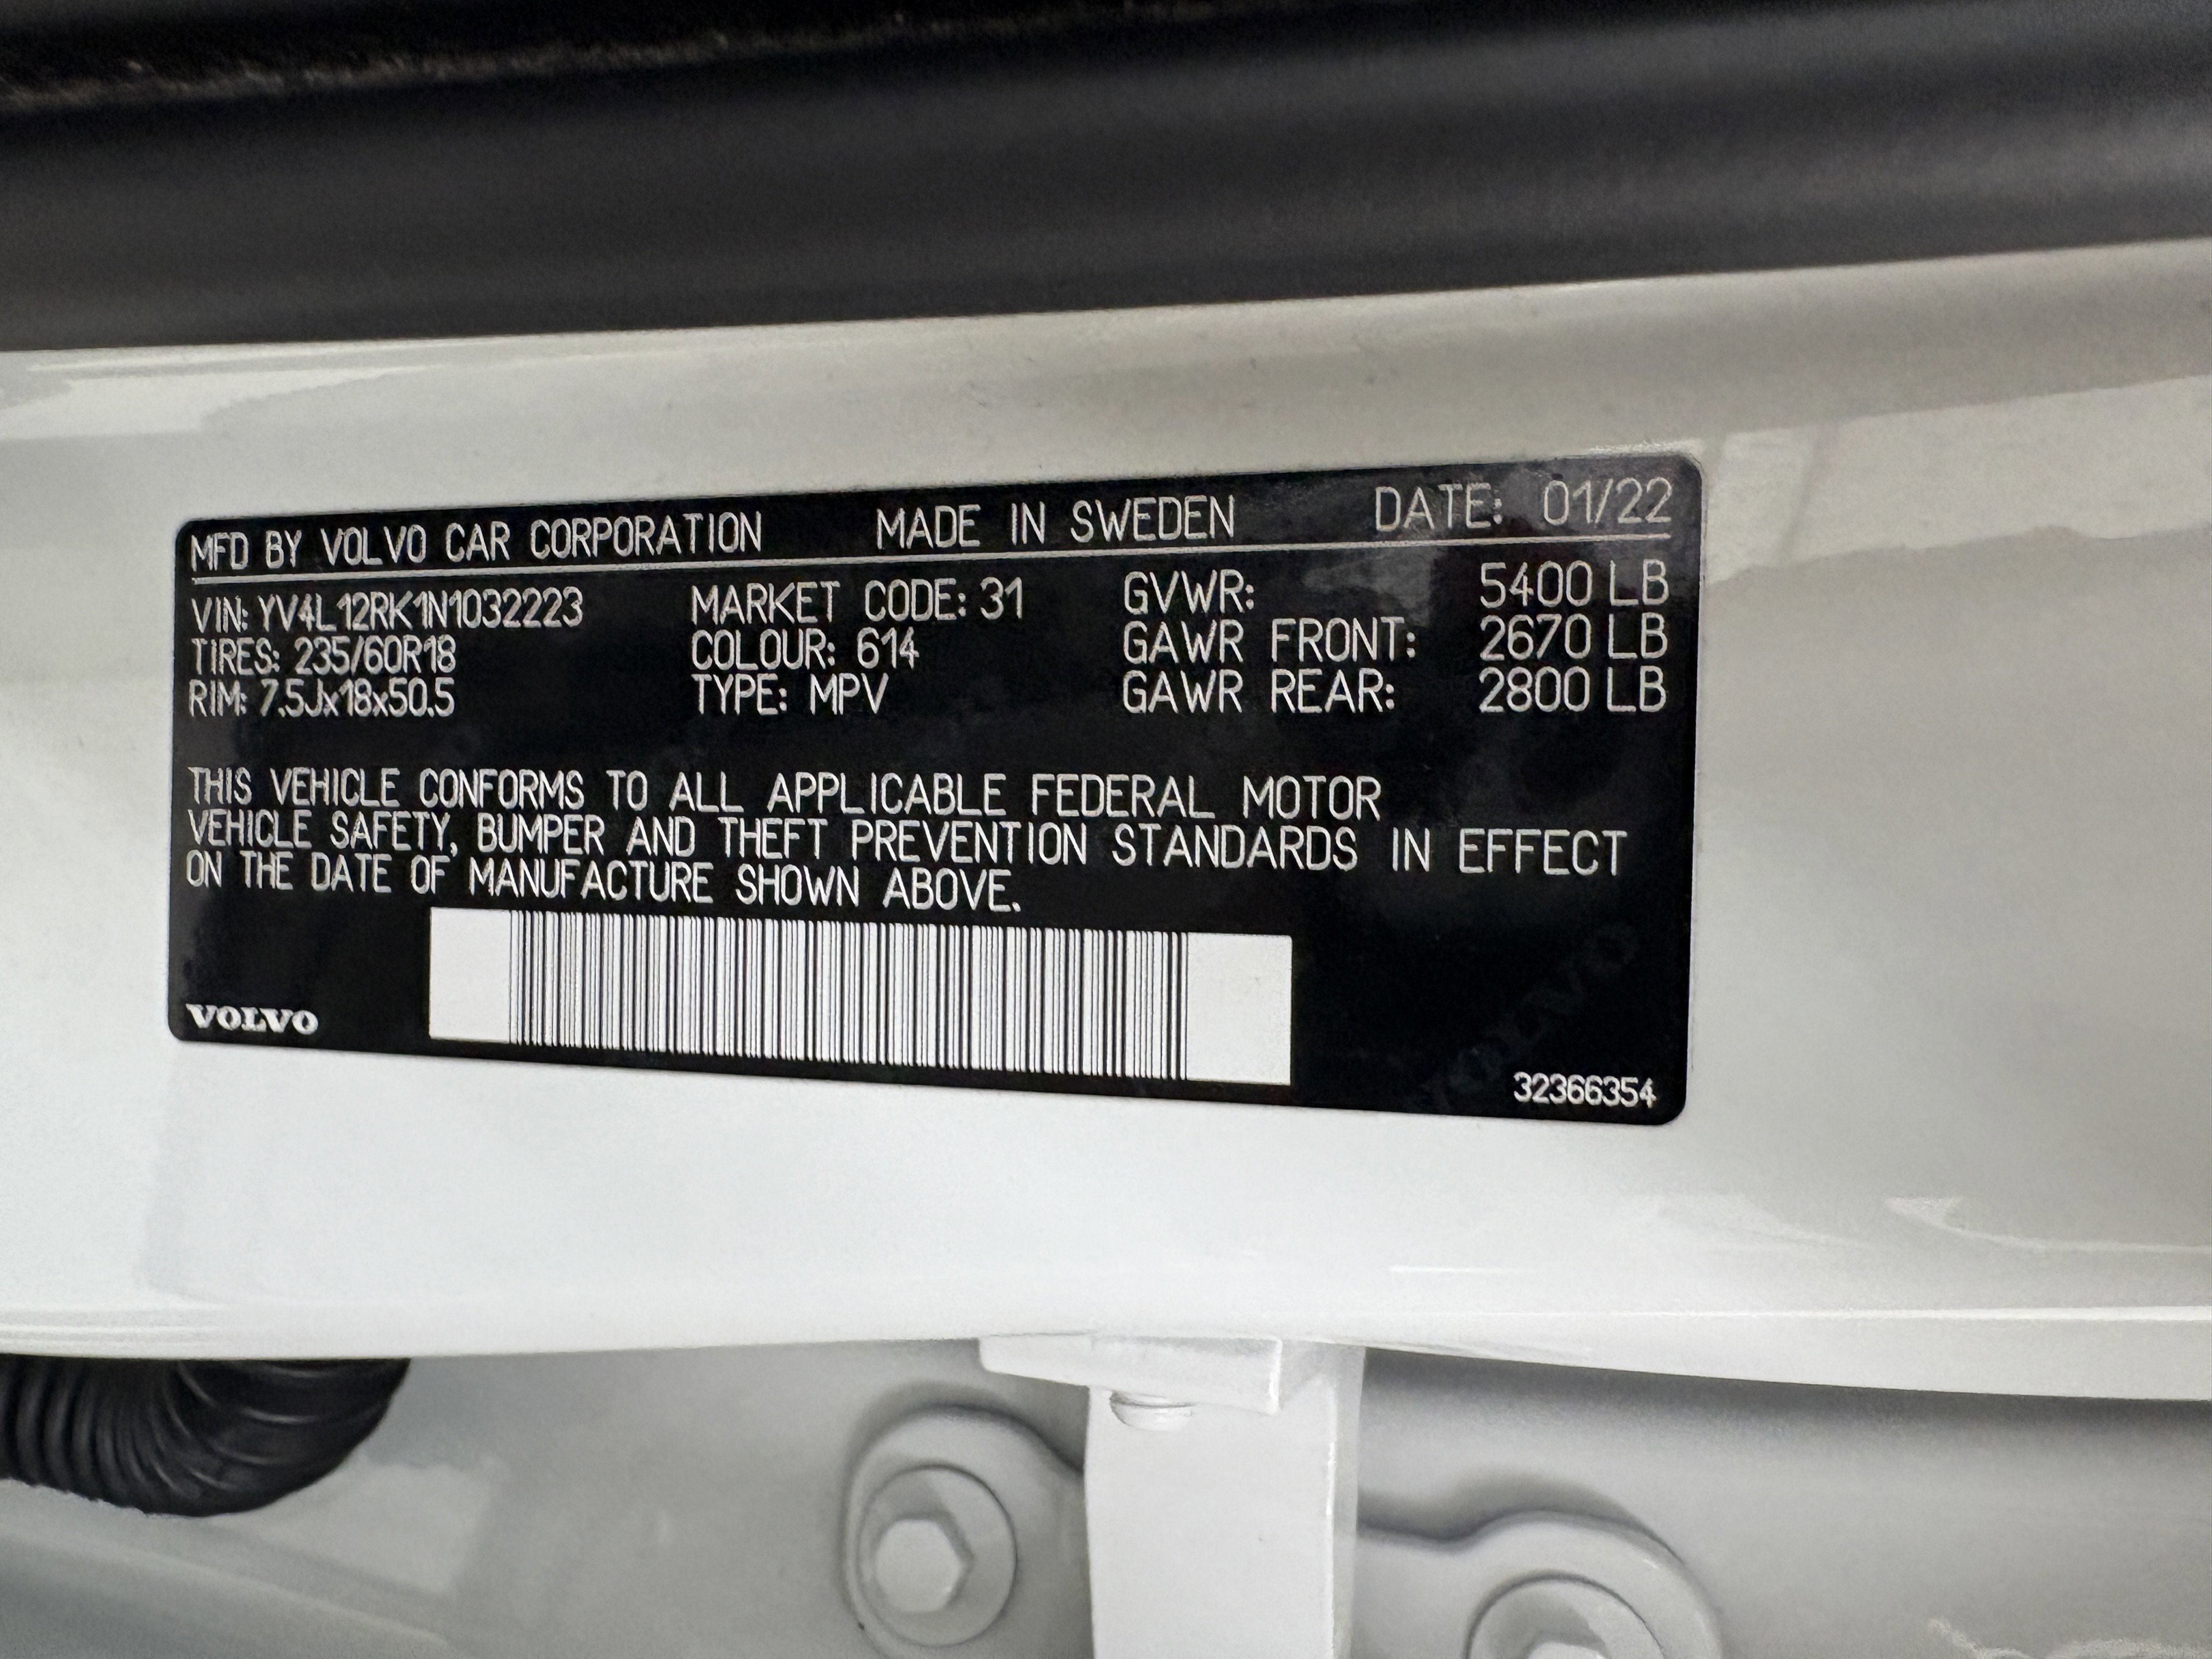 MFD BY VOLVO CAR CORPORATION MADE IN SWEDEN DATE: 01/22
VIN: YV4L12RK1N1032223 MARKET CODE: 31 GVWR: 5400 LB
TIRES: 235/60R18 COLOUR: 614 GAWR FRONT: 2670 LB
RIM: 7.5Jx18x50.5 TYPE: MPV GAWR REAR: 2800 LB
THIS VEHICLE CONFORMS TO ALL APPLICABLE FEDERAL MOTOR
VEHICLE SAFETY, BUMPER AND THEFT PREVENTION STANDARDS IN EFFECT
ON THE DATE OF MANUFACTURE SHOWN ABOVE.
VOLVO
32366354